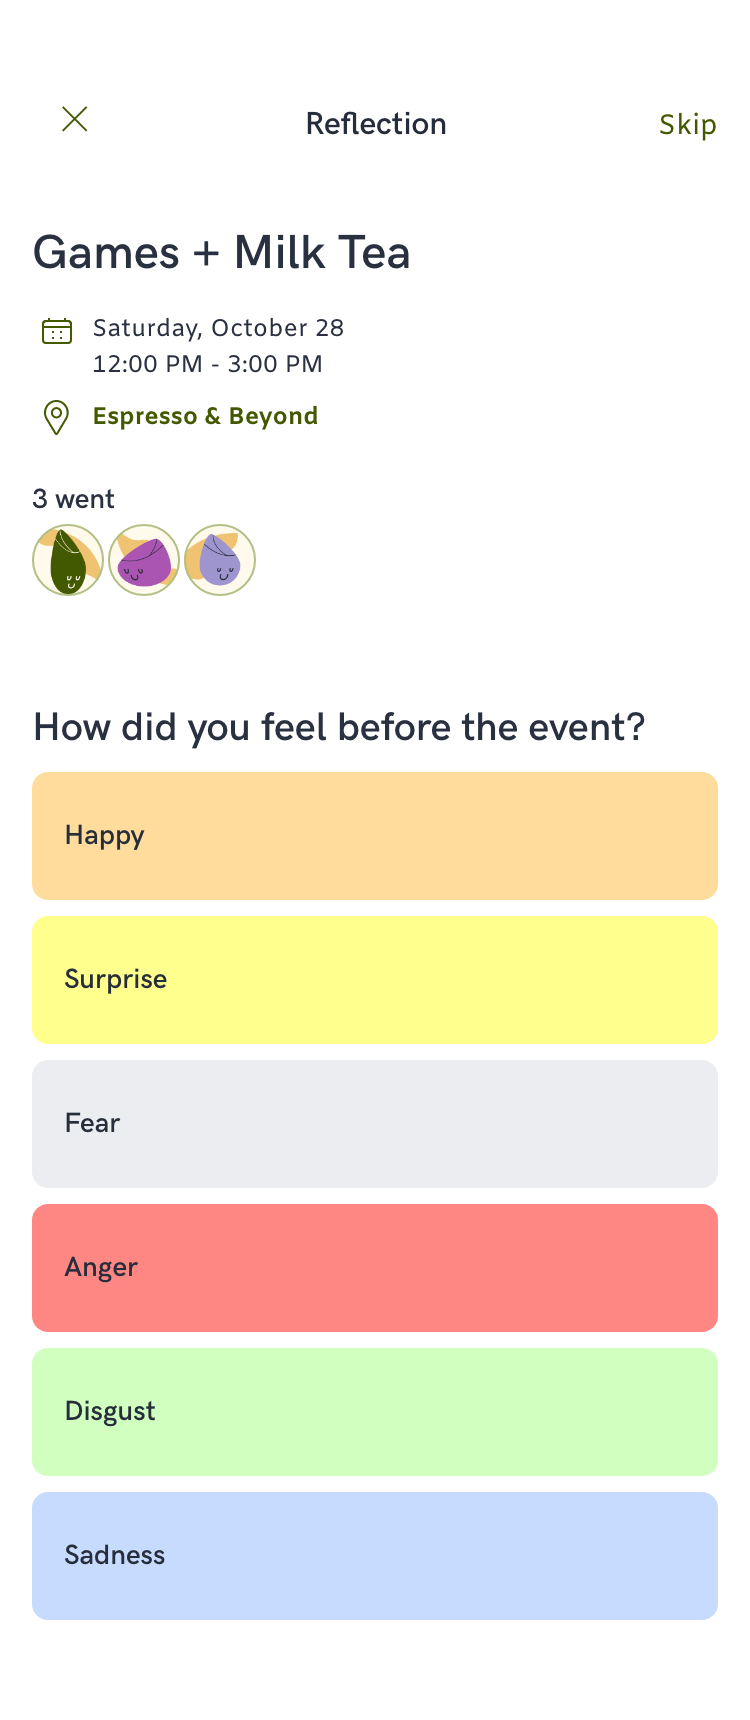 Reflection
Skip
Games + Milk Tea
Saturday, October 28
12:00 PM - 3:00 PM
Espresso & Beyond
3 went
How did you feel before the event?
Happy
Surprise
Fear
Anger
Disgust
Sadness